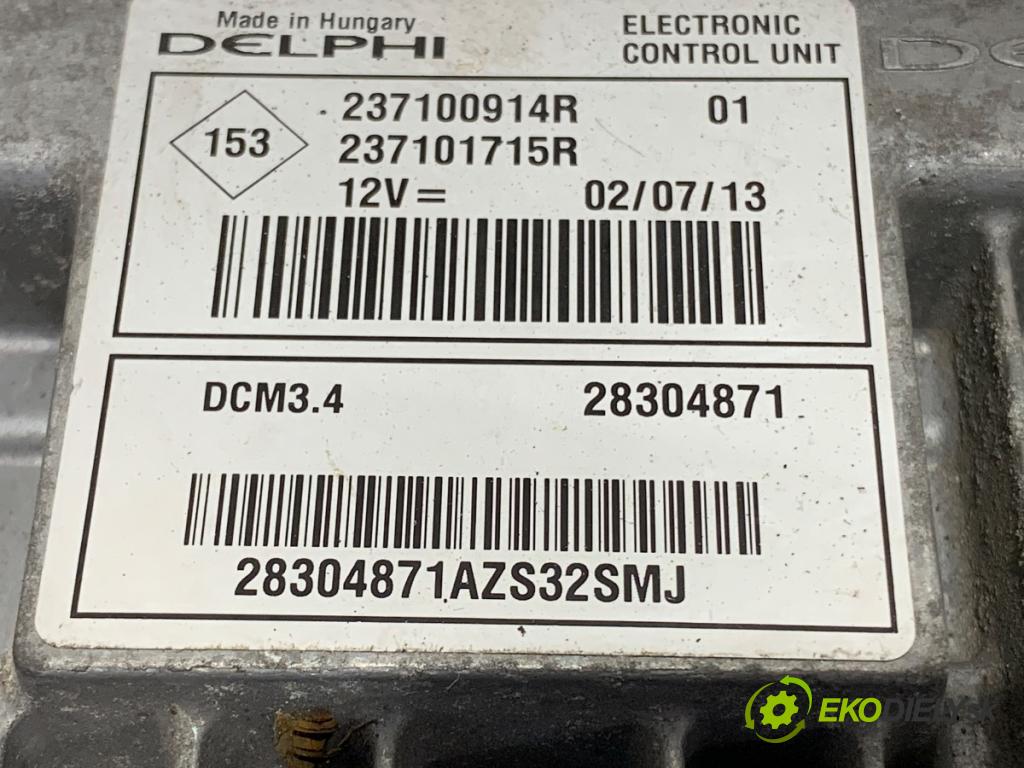 Made in Hungary
DELPHI
ELECTRONIC
CONTROL UNIT
153
237100914R 01
237101715R
12V= 02/07/13
DCM3.4 28304871
28304871AZS32SMJ
EKODIELY.SK